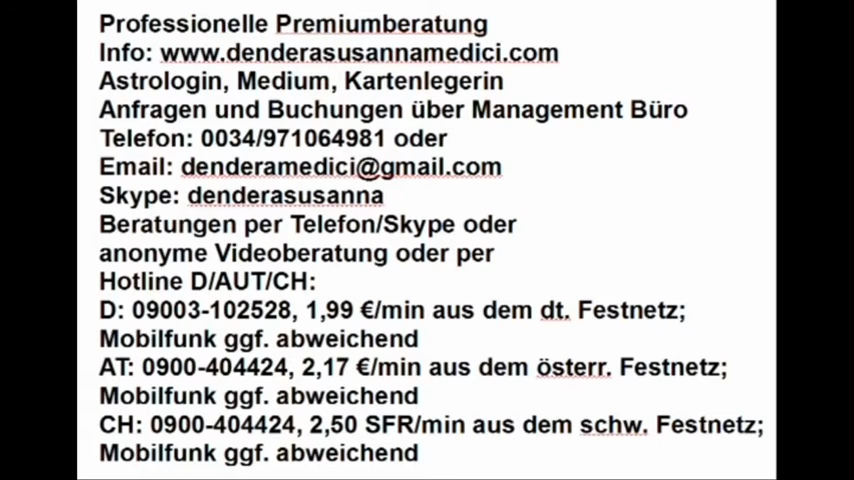 Professionelle Premiumberatung
Info: www.denderasusannamedici.com
Astrologin, Medium, Kartenlegerin
Anfragen und Buchungen über Management Büro
Telefon: 0034/971064981 oder
Email: denderamedici@gmail.com
Skype: denderasusanna
Beratungen per Telefon/Skype oder
anonyme Videoberatung oder per
Hotline D/AUT/CH:
D: 09003-102528, 1,99 €/min aus dem dt. Festnetz;
Mobilfunk ggf. abweichend
AT: 0900-404424, 2,17 €/min aus dem österr. Festnetz;
Mobilfunk ggf. abweichend
CH: 0900-404424, 2,50 SFR/min aus dem schw. Festnetz;
Mobilfunk ggf. abweichend